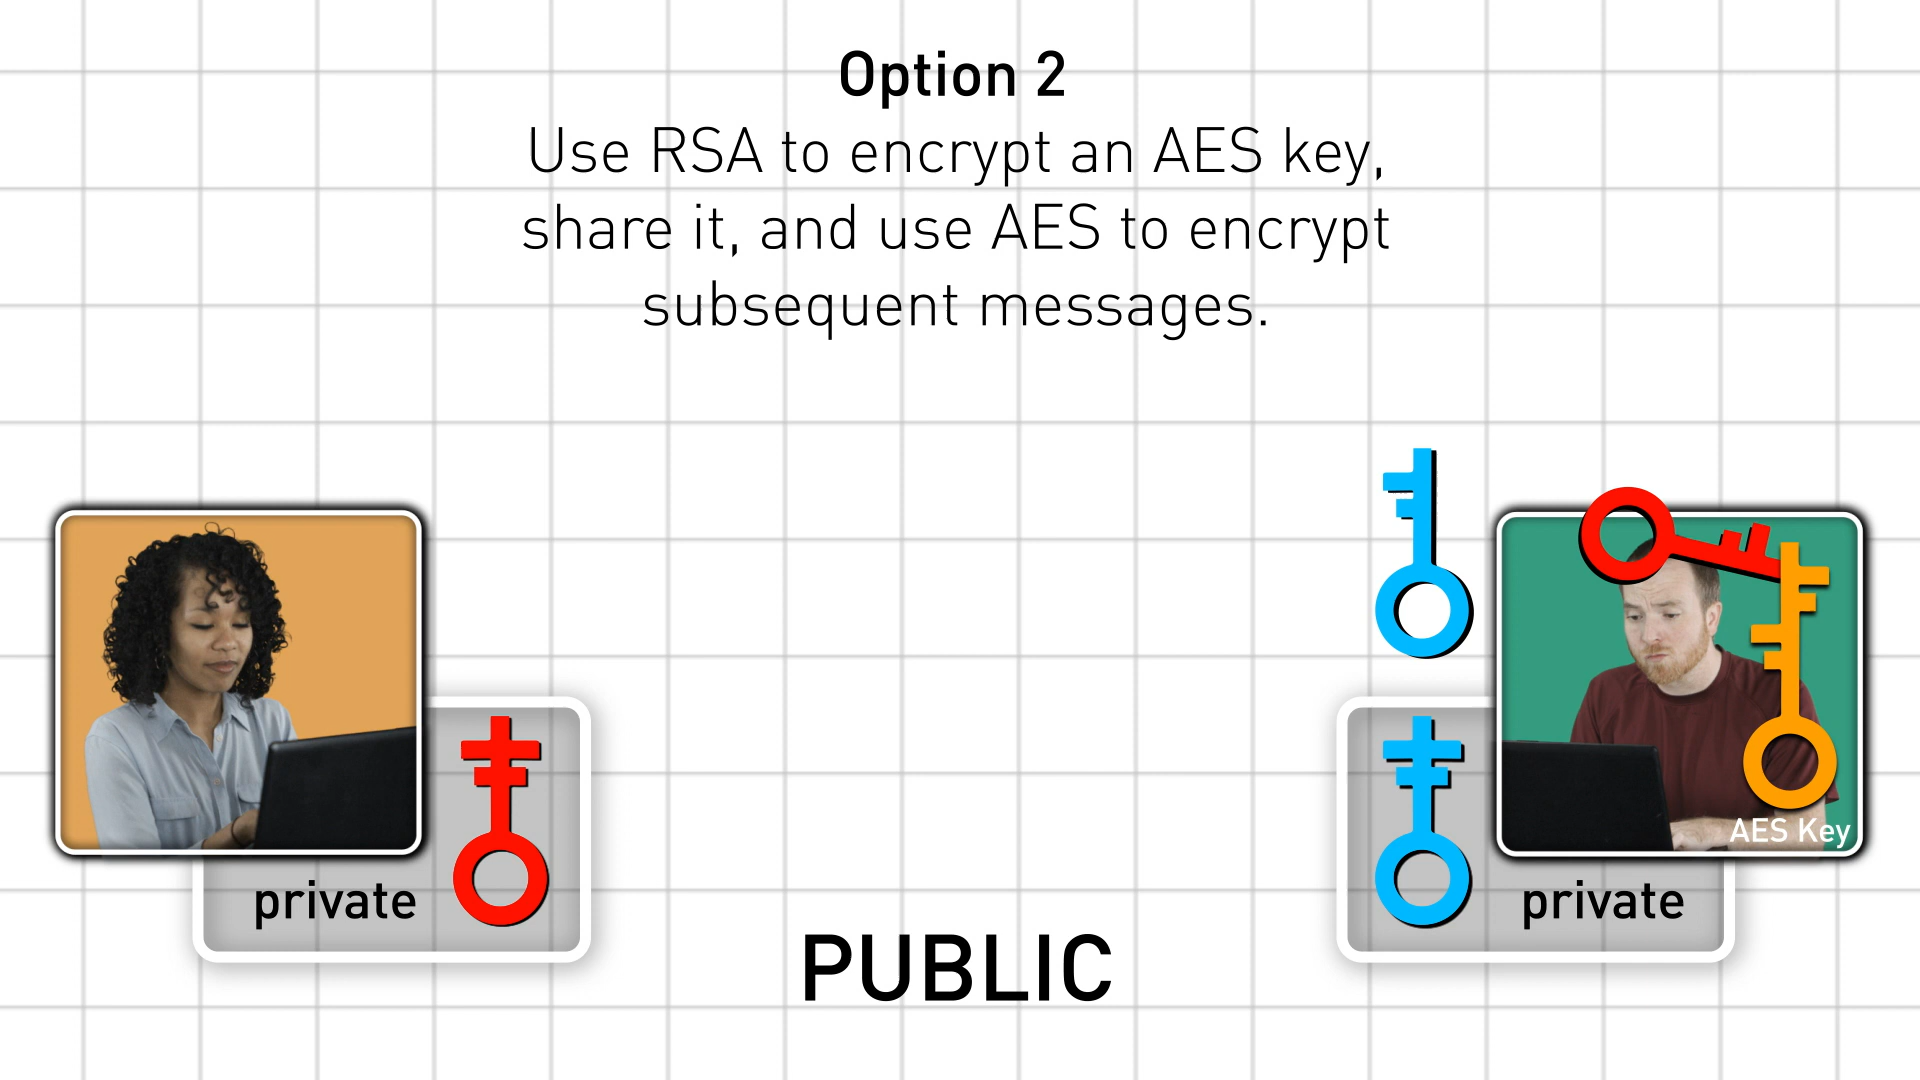 Option 2
Use RSA to encrypt an AES key,
share it, and use AES to encrypt
subsequent messages.
AES Key
private
private
PUBLIC